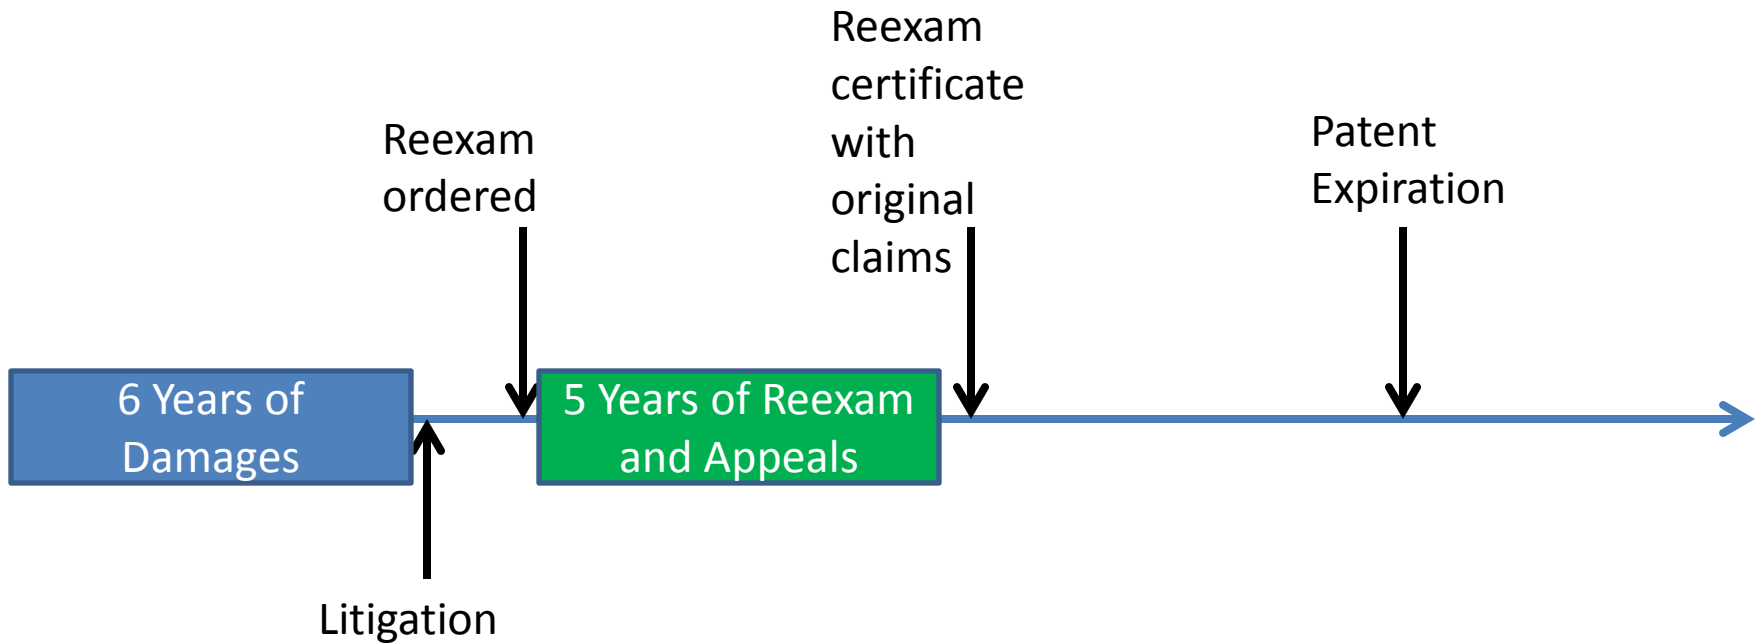 Reexam
certificate
with
original
claims
Reexam
ordered
Patent
Expiration
6 Years of
Damages
5 Years of Reexam
and Appeals
Litigation